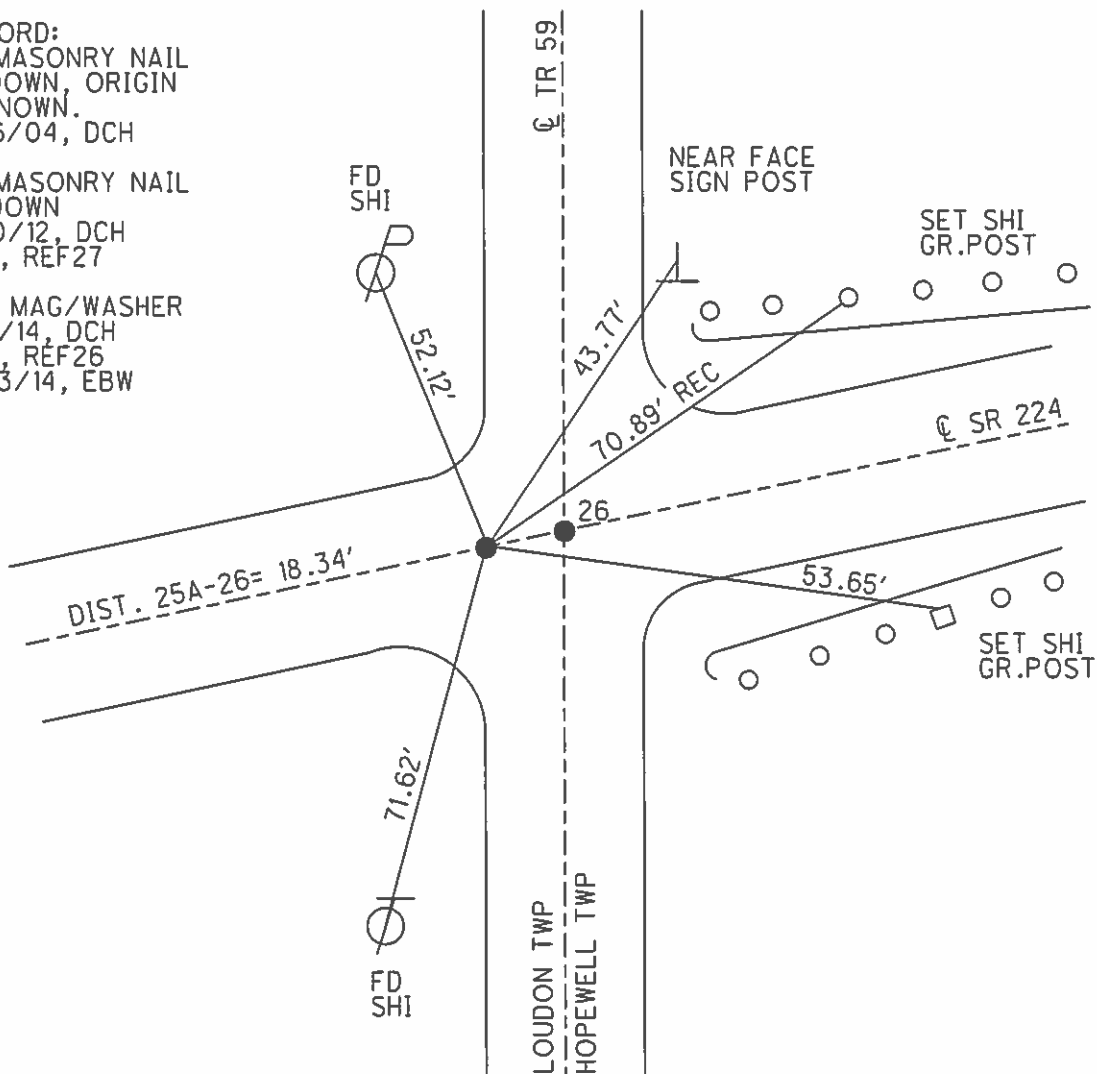 ORD:
MASONRY NAIL
DOWN, ORIGIN
NOWN.
6/04, DCH
MASONRY NAIL
DOWN
0/12, DCH
, REF27
MAG/WASHER
/14, DCH
, REF26
3/14, EBW
FD
SHI
℄ TR 59
NEAR FACE
SIGN POST
SET SHI
GR.POST
52.12'
43.77'
70.89' REC
℄ SR 224
26
DIST. 25A-26= 18.34'
53.65'
SET SHI
GR.POST
71.62'
FD
SHI
LOUDON TWP
HOPEWELL TWP